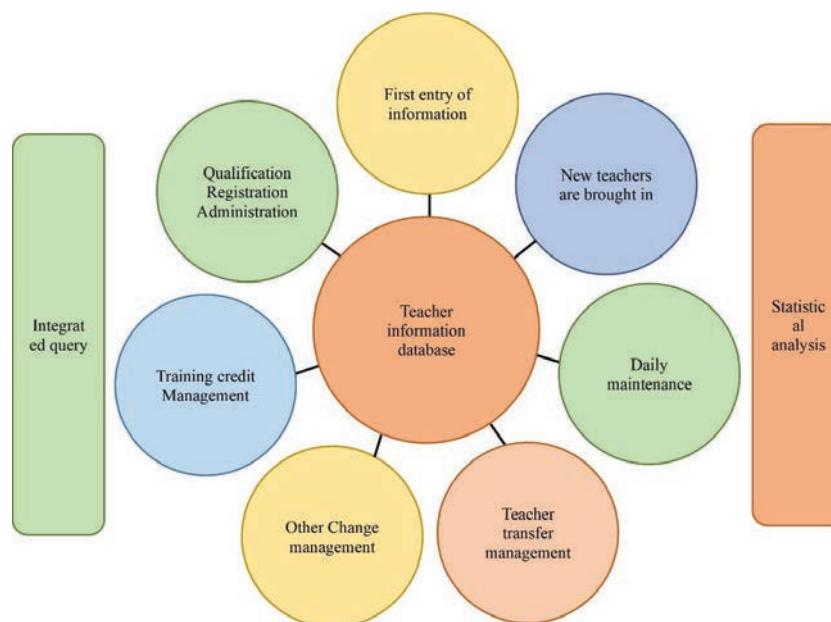 First entry of
information
New teachers
are brought in
Qualification
Registration
Administration
Integrat
ed query
Teacher
information
database
Statistic
al analysis
Training credit
Management
Daily
maintenance
Other Change
management
Teacher
transfer
management